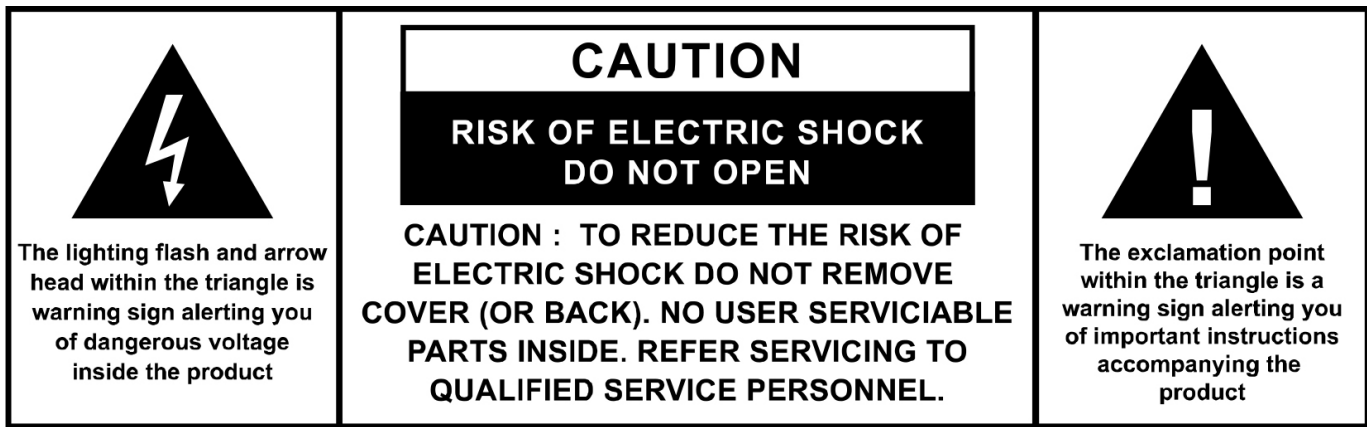 The lighting flash and arrow
head within the triangle is
warning sign alerting you
of dangerous voltage
inside the product
CAUTION
RISK OF ELECTRIC SHOCK
DO NOT OPEN
CAUTION : TO REDUCE THE RISK OF
ELECTRIC SHOCK DO NOT REMOVE
COVER (OR BACK). NO USER SERVICIABLE
PARTS INSIDE. REFER SERVICING TO
QUALIFIED SERVICE PERSONNEL.
!
The exclamation point
within the triangle is a
warning sign alerting you
of important instructions
accompanying the
product